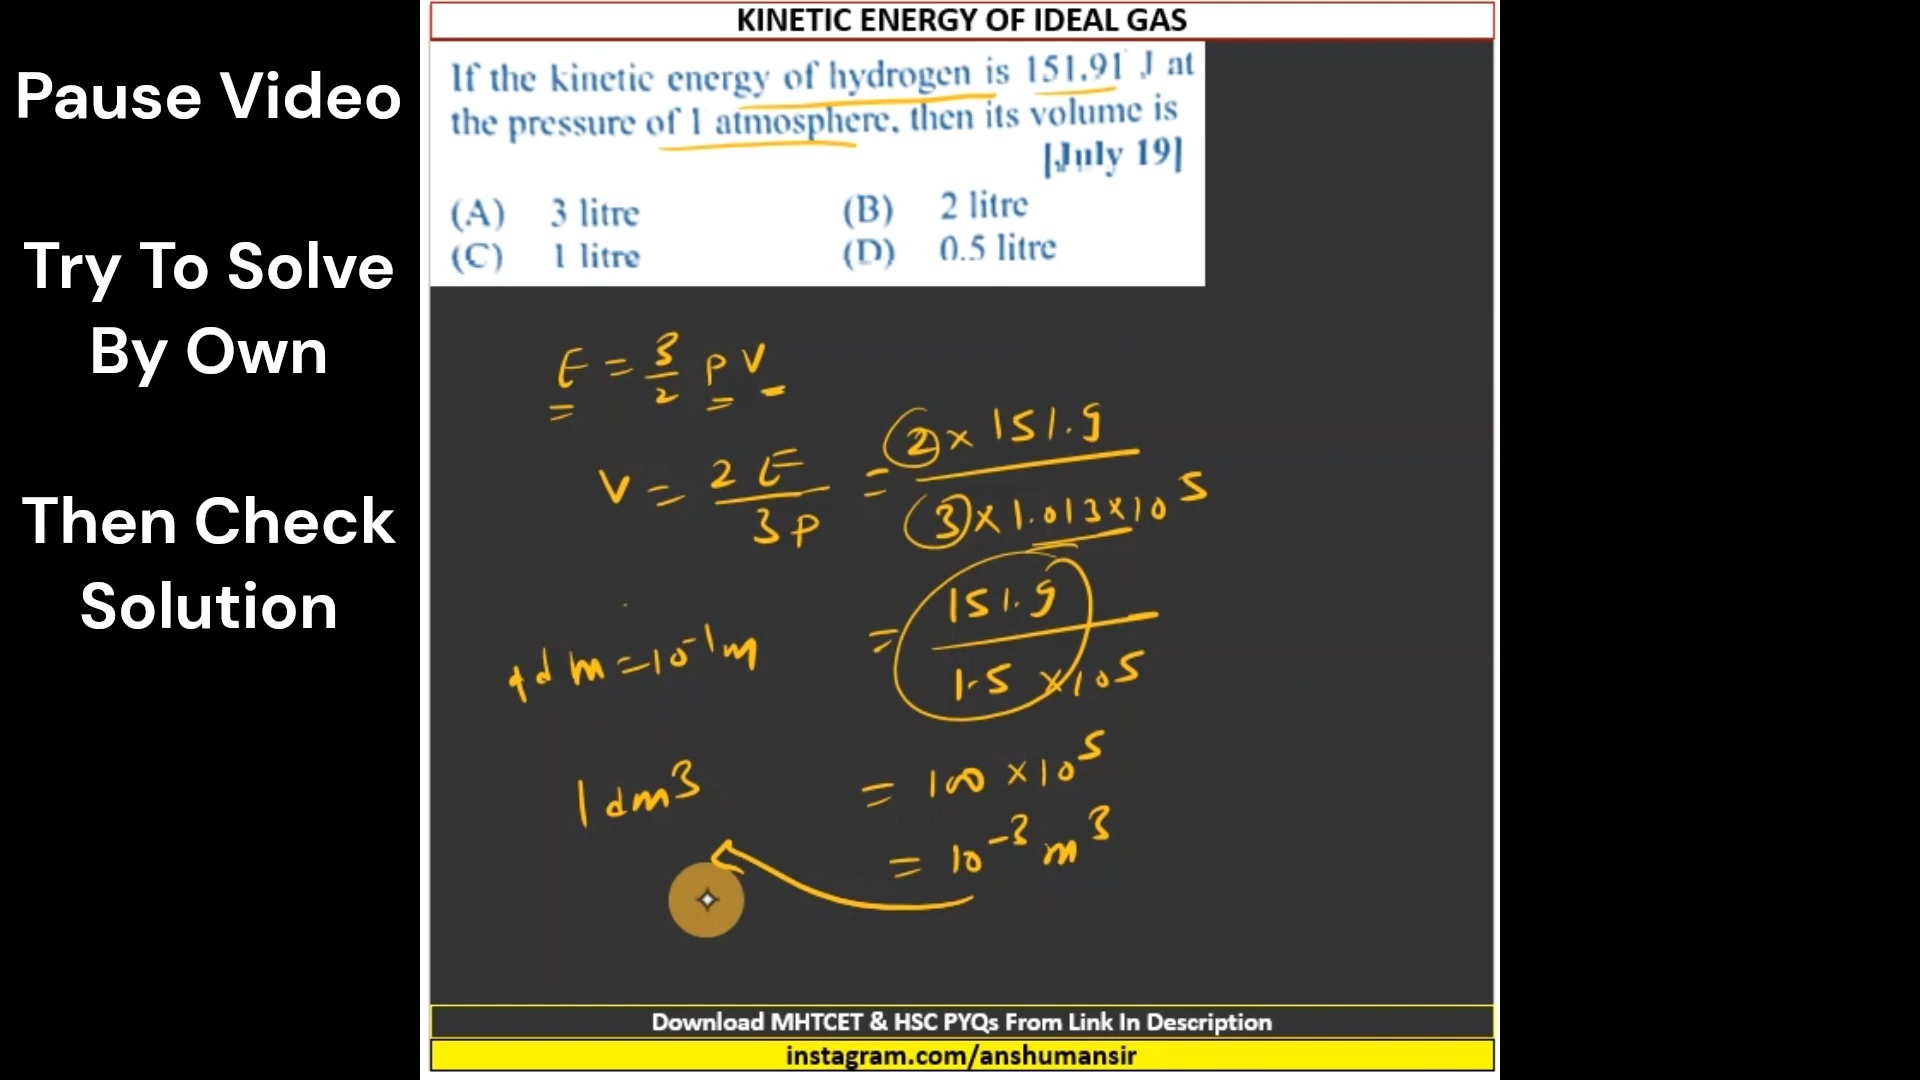 Pause Video
Try To Solve
By Own
Then Check
Solution
KINETIC ENERGY OF IDEAL GAS
If the kinetic energy of hydrogen is 151.91 J at
the pressure of 1 atmosphere, then its volume is
[July 19]
(A) 3 litre (B) 2 litre
(C) 1 litre (D) 0.5 litre
E = 3/2 P V
V = 2 E / 3 P = 2 × 151.9 / 3 × 1.013 × 10^5
= 151.9 / 1.5 × 10^5
1 dm = 10^-1 m
= 100 × 10^5
1 dm^3
= 10^-3 m^3
Download MHTCET & HSC PYQs From Link In Description
instagram.com/anshumansir